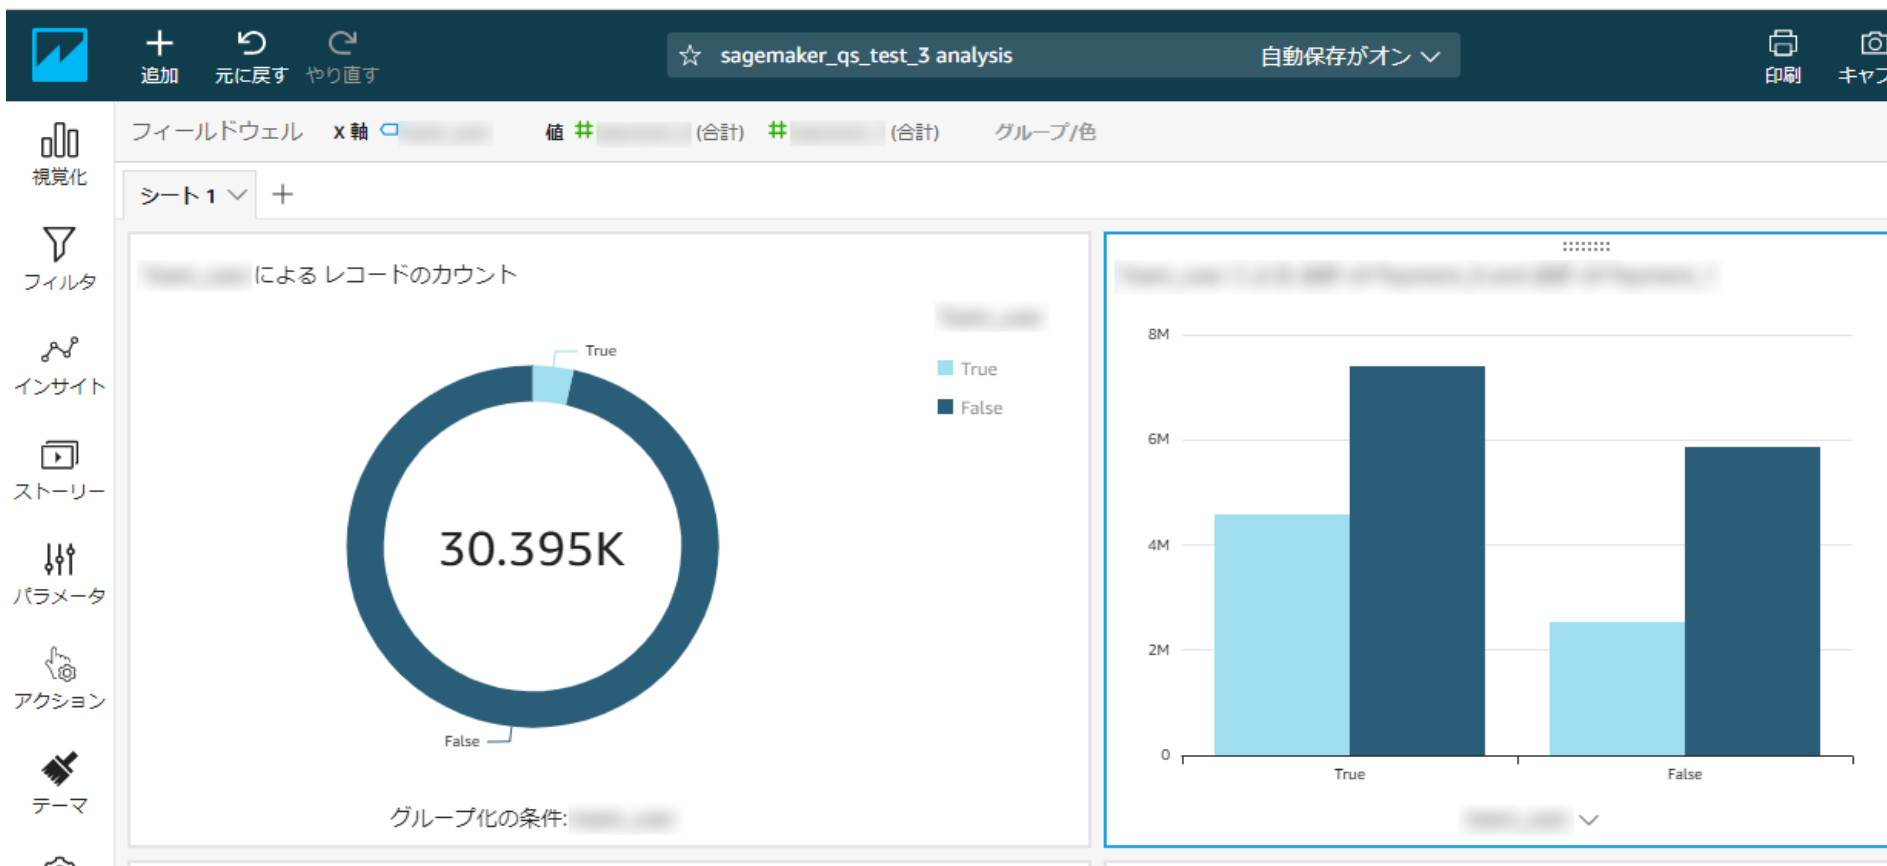 追加 元に戻す やり直す sagemaker_qs_test_3 analysis 自動保存がオン 印刷 キャプ
フィールドウェル X 軸 値 (合計) (合計) グループ/色
シート 1
視覚化
フィルタ
インサイト
ストーリー
パラメータ
アクション
テーマ
による レコードのカウント
True
False
True
30.395K
False
グループ化の条件:
8M
6M
4M
2M
0
True False